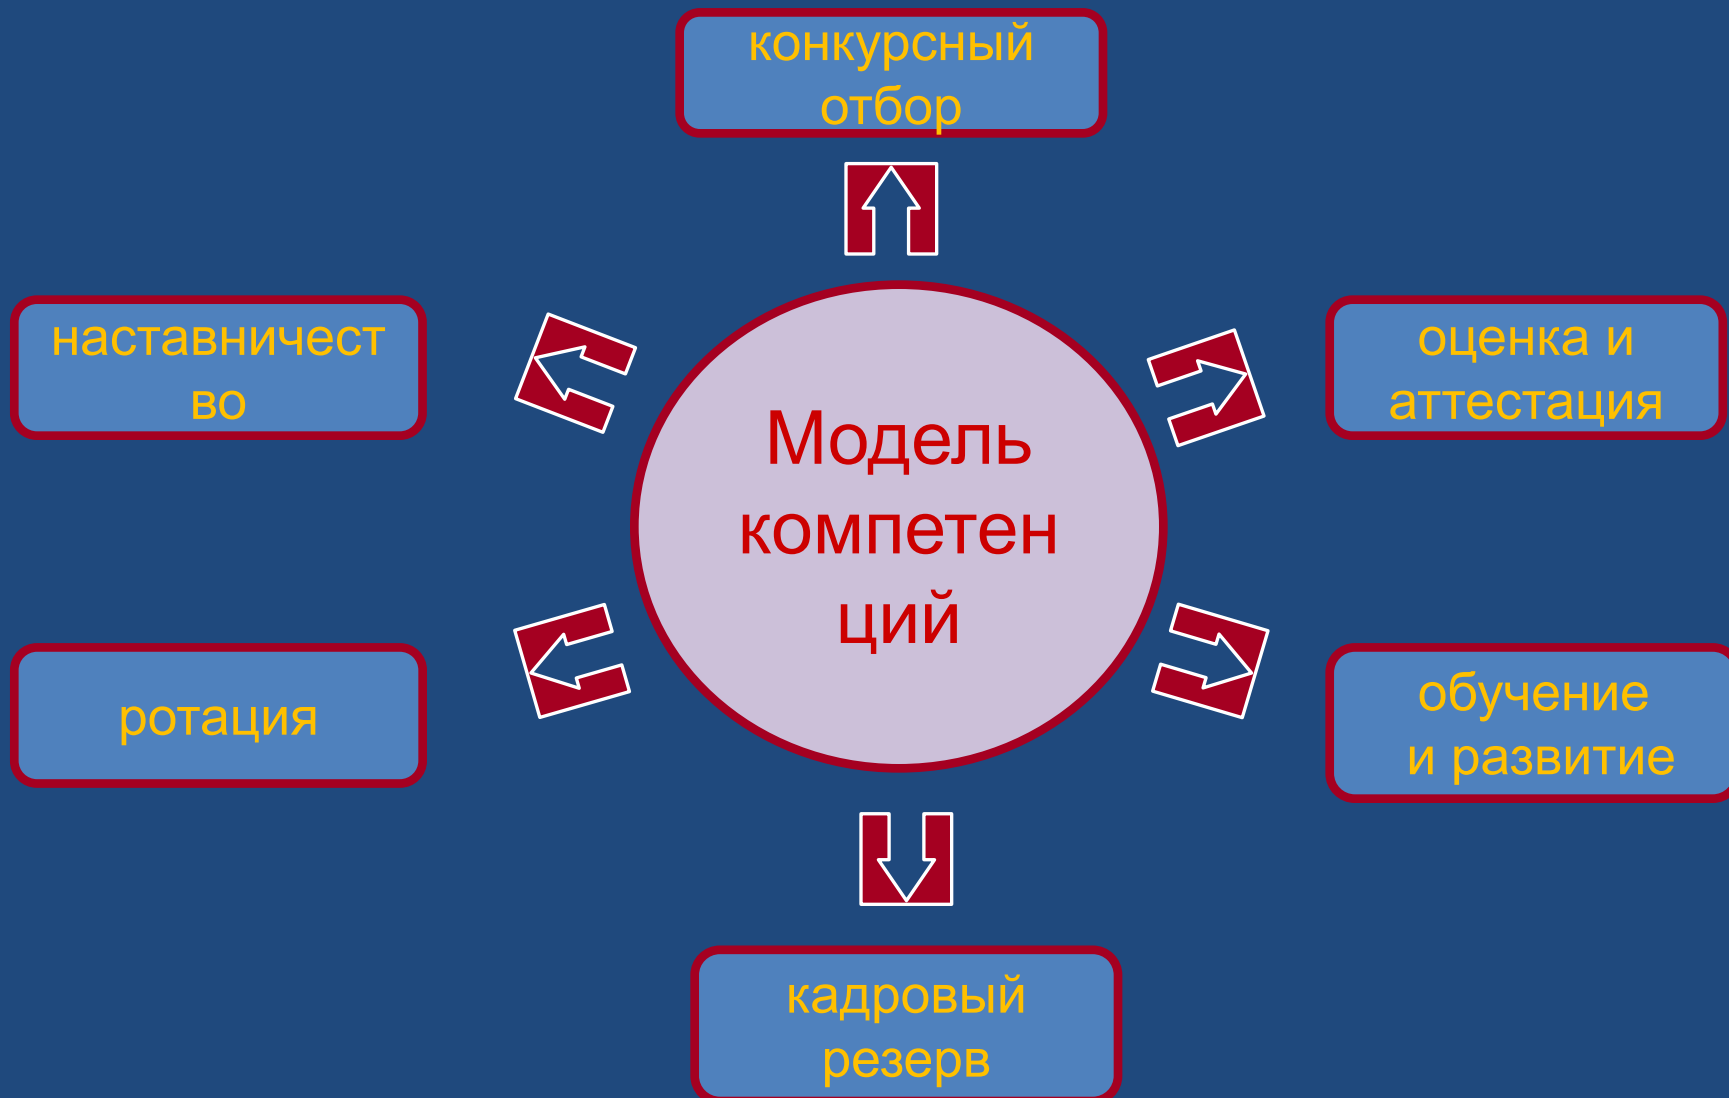 конкурсный
отбор
наставничест
во
оценка и
аттестация
Модель
компетен
ций
ротация
обучение
и развитие
кадровый
резерв